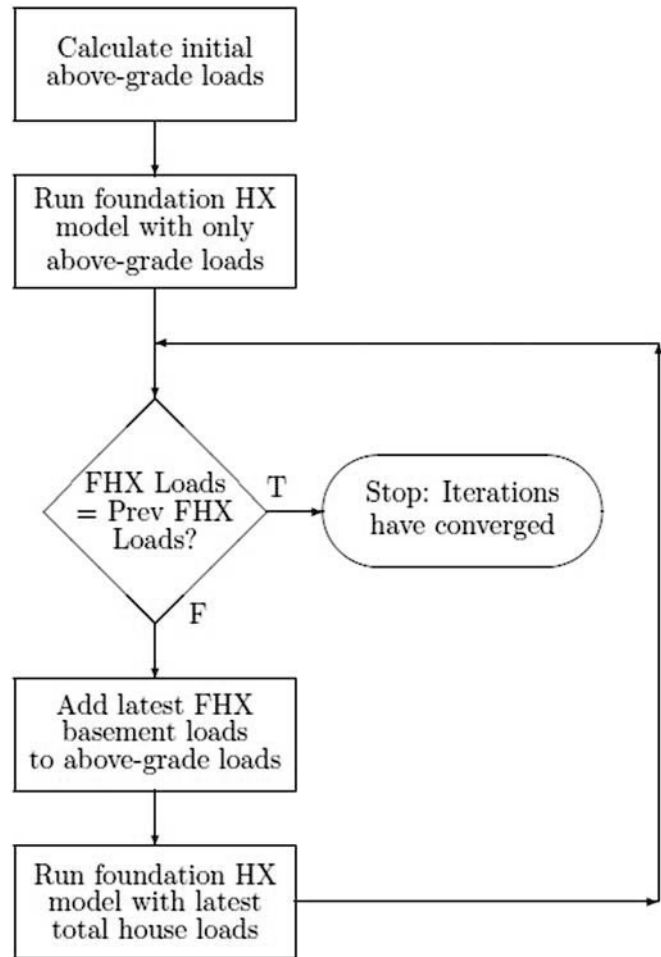 Calculate initial
above-grade loads
Run foundation HX
model with only
above-grade loads
FHX Loads
= Prev FHX
Loads?
T
Stop: Iterations
have converged
F
Add latest FHX
basement loads
to above-grade loads
Run foundation HX
model with latest
total house loads